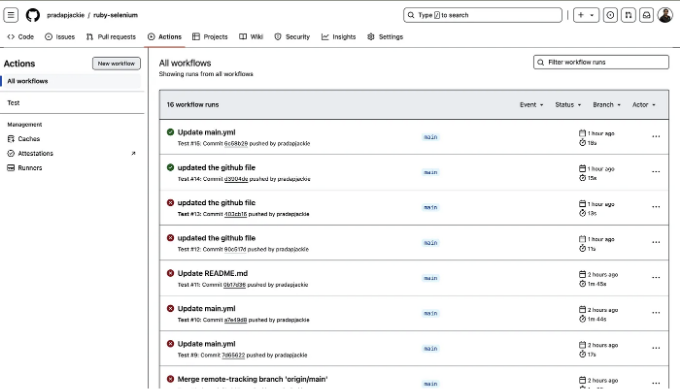 pradapjackie / ruby-selenium
Type / to search
Code
Issues
Pull requests
Actions
Projects
Wiki
Security
Insights
Settings
Actions
New workflow
All workflows
Test
Management
Caches
Attestations
Runners
All workflows
Showing runs from all workflows
Filter workflow runs
16 workflow runs
Event
Status
Branch
Actor
Update main.yml
Test #15: Commit 6c58b29 pushed by pradapjackie
main
1 hour ago
18s
updated the github file
Test #14: Commit d3904de pushed by pradapjackie
main
1 hour ago
15s
updated the github file
Test #13: Commit 403cb16 pushed by pradapjackie
main
1 hour ago
13s
updated the github file
Test #12: Commit 90c517d pushed by pradapjackie
main
1 hour ago
11s
Update README.md
Test #11: Commit 0b17d36 pushed by pradapjackie
main
2 hours ago
1m 45s
Update main.yml
Test #10: Commit a7e49d8 pushed by pradapjackie
main
2 hours ago
1m 44s
Update main.yml
Test #9: Commit 7d65622 pushed by pradapjackie
main
2 hours ago
17s
Merge remote-tracking branch 'origin/main'
main
2 hours ago